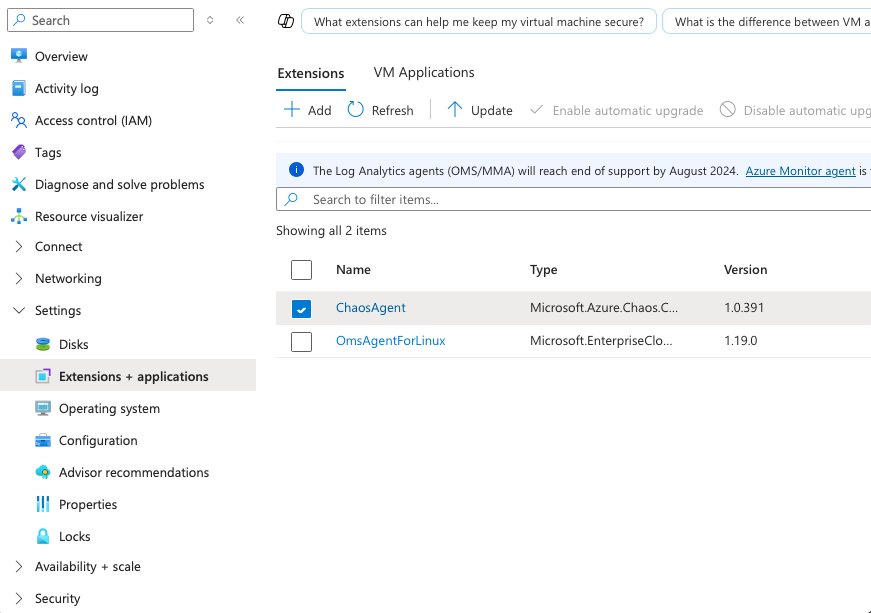 Search
What extensions can help me keep my virtual machine secure?
What is the difference between VM a
Overview
Activity log
Access control (IAM)
Tags
Diagnose and solve problems
Resource visualizer
Connect
Networking
Settings
Disks
Extensions + applications
Operating system
Configuration
Advisor recommendations
Properties
Locks
Availability + scale
Security
Extensions VM Applications
Add Refresh Update Enable automatic upgrade Disable automatic upg
The Log Analytics agents (OMS/MMA) will reach end of support by August 2024. Azure Monitor agent is
Search to filter items...
Showing all 2 items
Name Type Version
ChaosAgent Microsoft.Azure.Chaos.C... 1.0.391
OmsAgentForLinux Microsoft.EnterpriseClo... 1.19.0